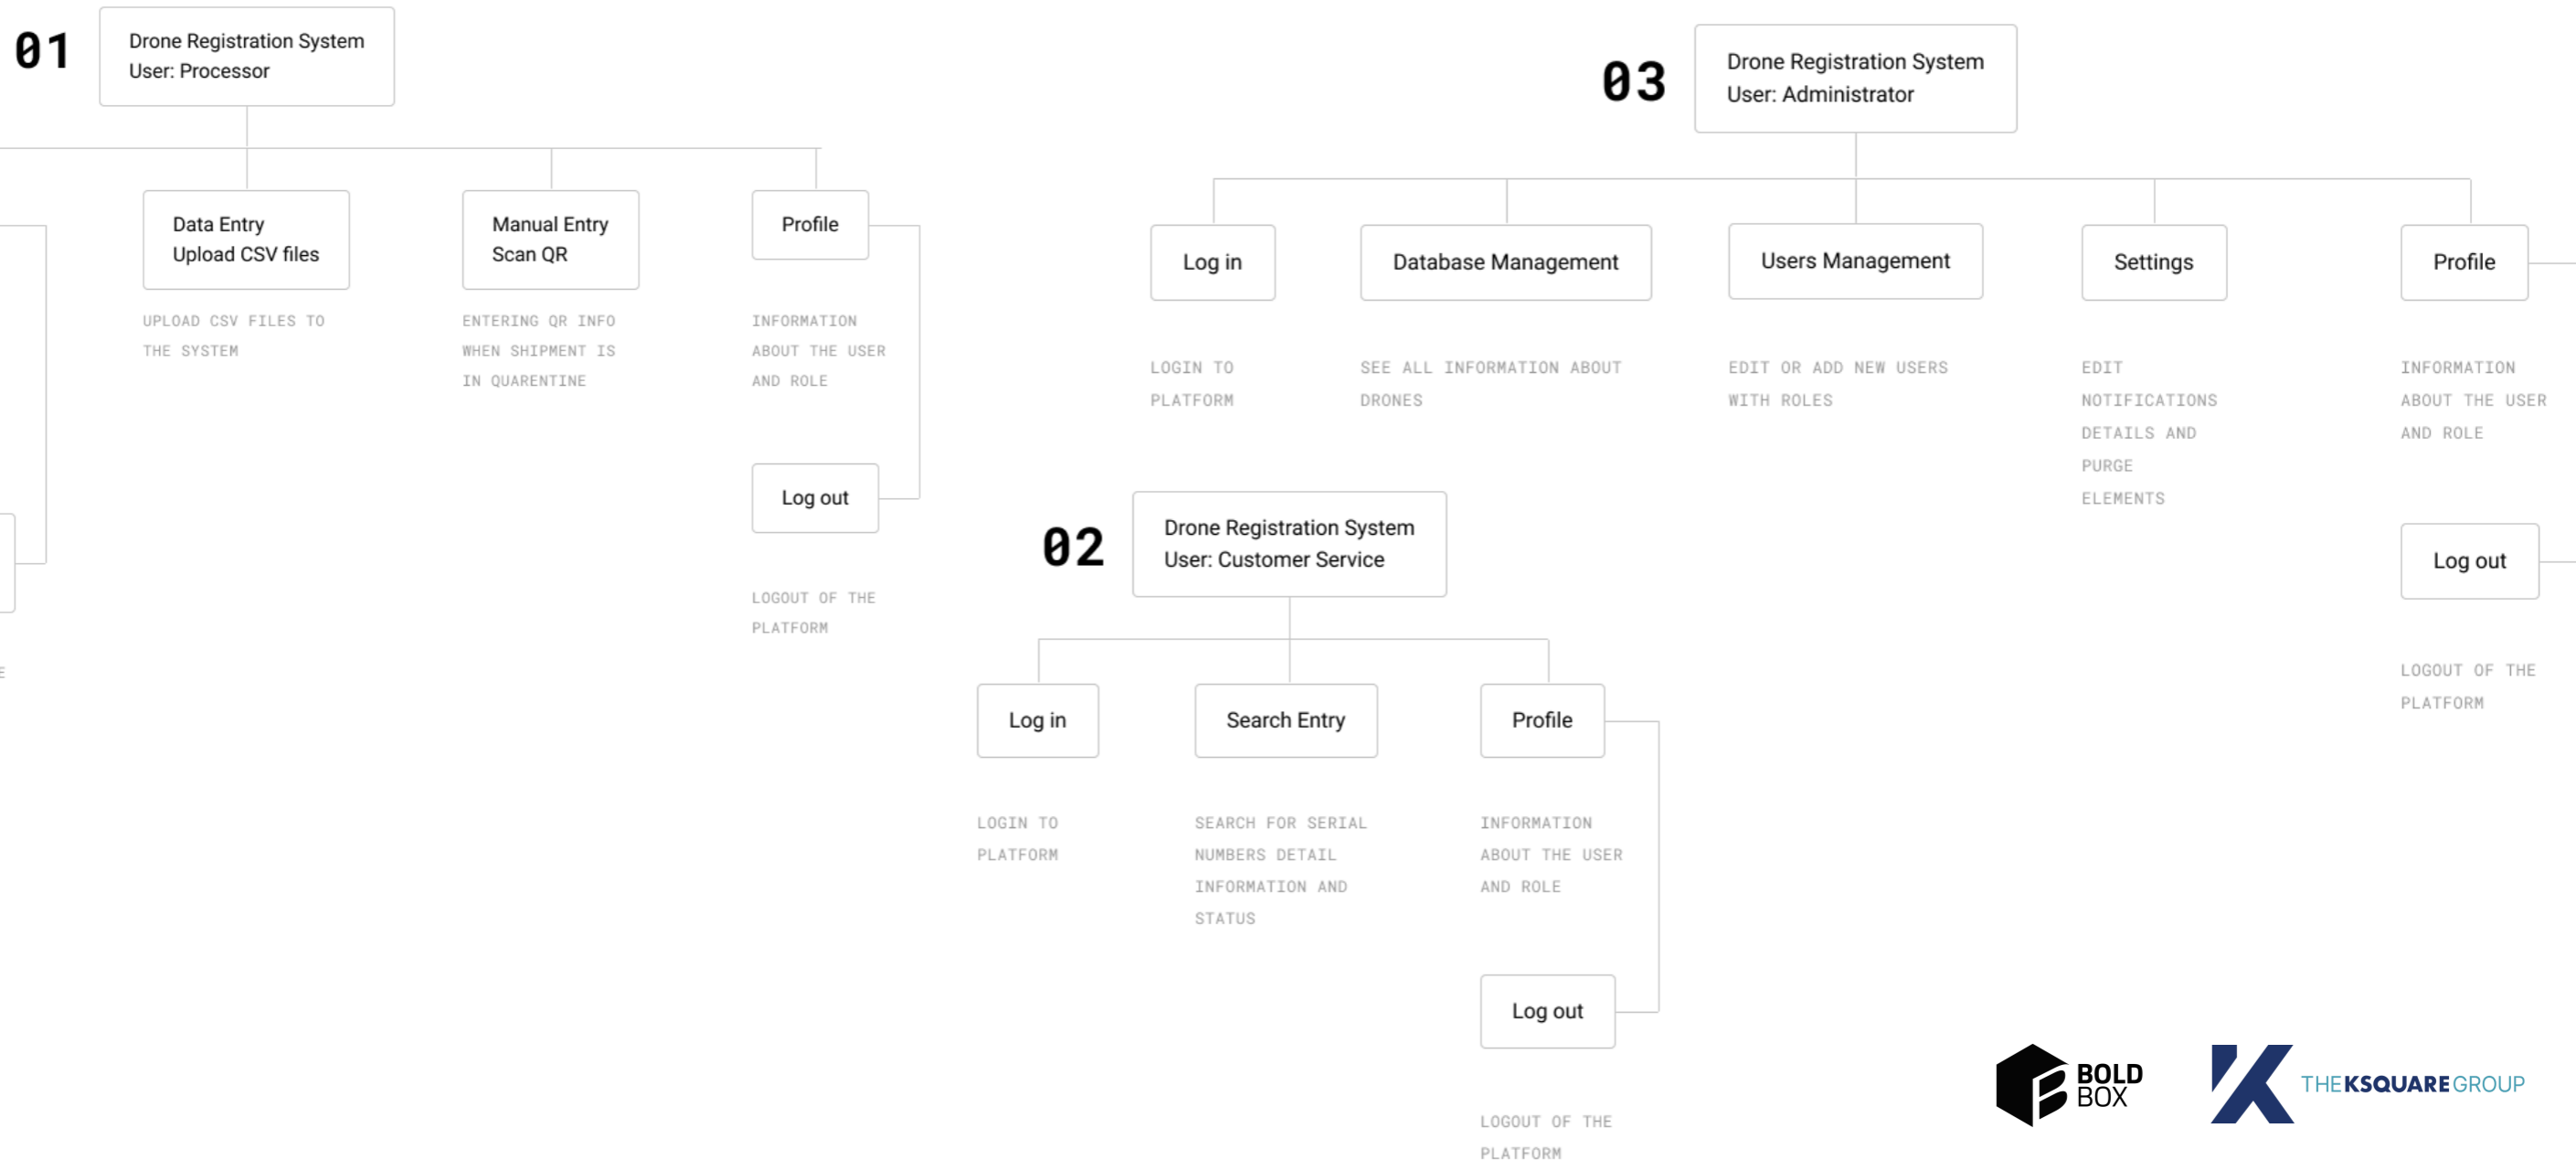 01
Drone Registration System
User: Processor
Data Entry
Upload CSV files
UPLOAD CSV FILES TO
THE SYSTEM
Manual Entry
Scan QR
ENTERING QR INFO
WHEN SHIPMENT IS
IN QUARENTINE
Profile
INFORMATION
ABOUT THE USER
AND ROLE
Log out
LOGOUT OF THE
PLATFORM
E
03
Drone Registration System
User: Administrator
Log in
LOGIN TO
PLATFORM
Database Management
SEE ALL INFORMATION ABOUT
DRONES
Users Management
EDIT OR ADD NEW USERS
WITH ROLES
Settings
EDIT
NOTIFICATIONS
DETAILS AND
PURGE
ELEMENTS
Profile
INFORMATION
ABOUT THE USER
AND ROLE
Log out
LOGOUT OF THE
PLATFORM
02
Drone Registration System
User: Customer Service
Log in
LOGIN TO
PLATFORM
Search Entry
SEARCH FOR SERIAL
NUMBERS DETAIL
INFORMATION AND
STATUS
Profile
INFORMATION
ABOUT THE USER
AND ROLE
Log out
LOGOUT OF THE
PLATFORM
BOLD
BOX
THEKSQUAREGROUP